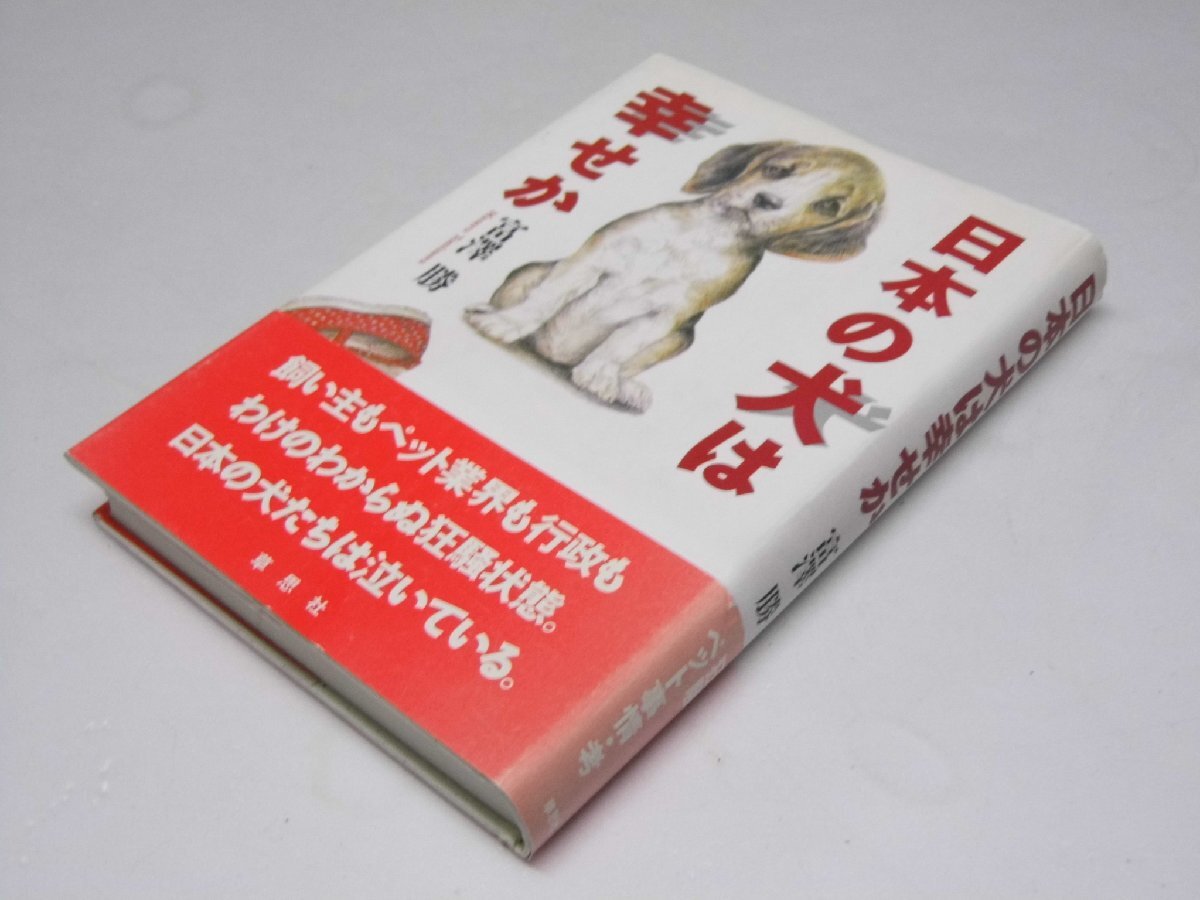 日本の犬は
幸せか
富澤 勝
飼い主もペット業界も行政も
わけのわからぬ狂騒状態。
日本の犬たちは泣いている。
草思社
日本の犬は幸せか
富澤 勝
ペット事情・考